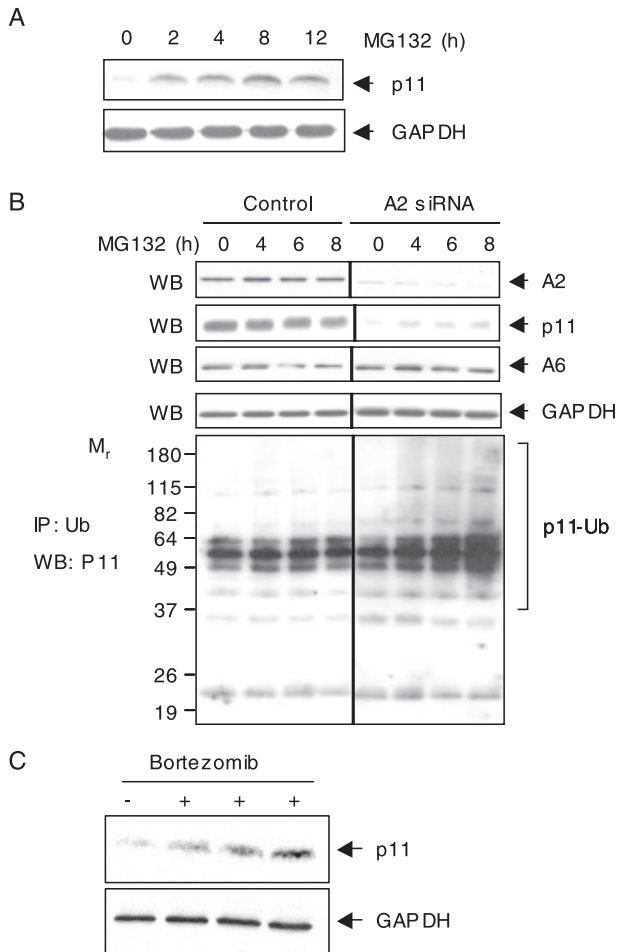 A
0 2 4 8 12 MG132 (h)
p11
GAPDH
B
Control A2 siRNA
MG132 (h) 0 4 6 8 0 4 6 8
WB A2
WB p11
WB A6
WB GAPDH
Mr
180
115
82
64
49
37
26
19
IP: Ub
WB: P11
p11-Ub
C
Bortezomib
- + + +
p11
GAPDH